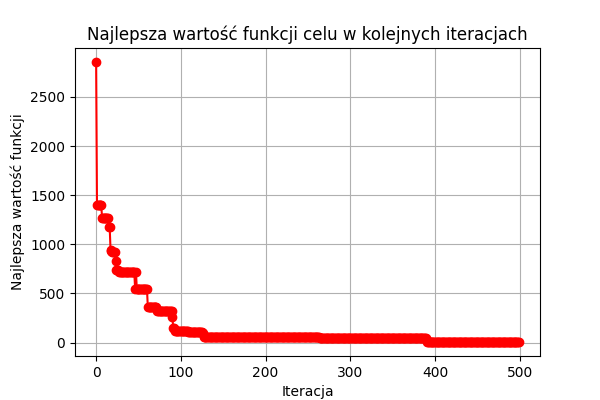 Najlepsza wartość funkcji celu w kolejnych iteracjach
Najlepsza wartość funkcji
2500
2000
1500
1000
500
0
0 100 200 300 400 500
Iteracja